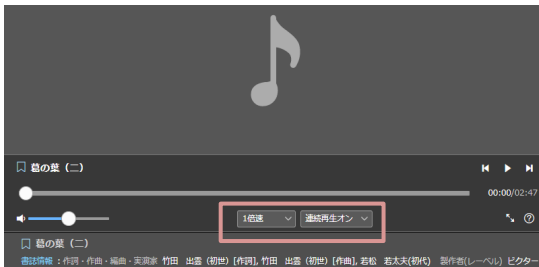 葛の葉（二）
00:00/02:47
1倍速 連続再生オン
葛の葉（二）
書誌情報 ：作詞・作曲・編曲・実演家 竹田 出雲（初世）[作詞], 竹田 出雲（初世）[作曲], 若松 若太夫(初代) 製作者(レーベル) ビクター